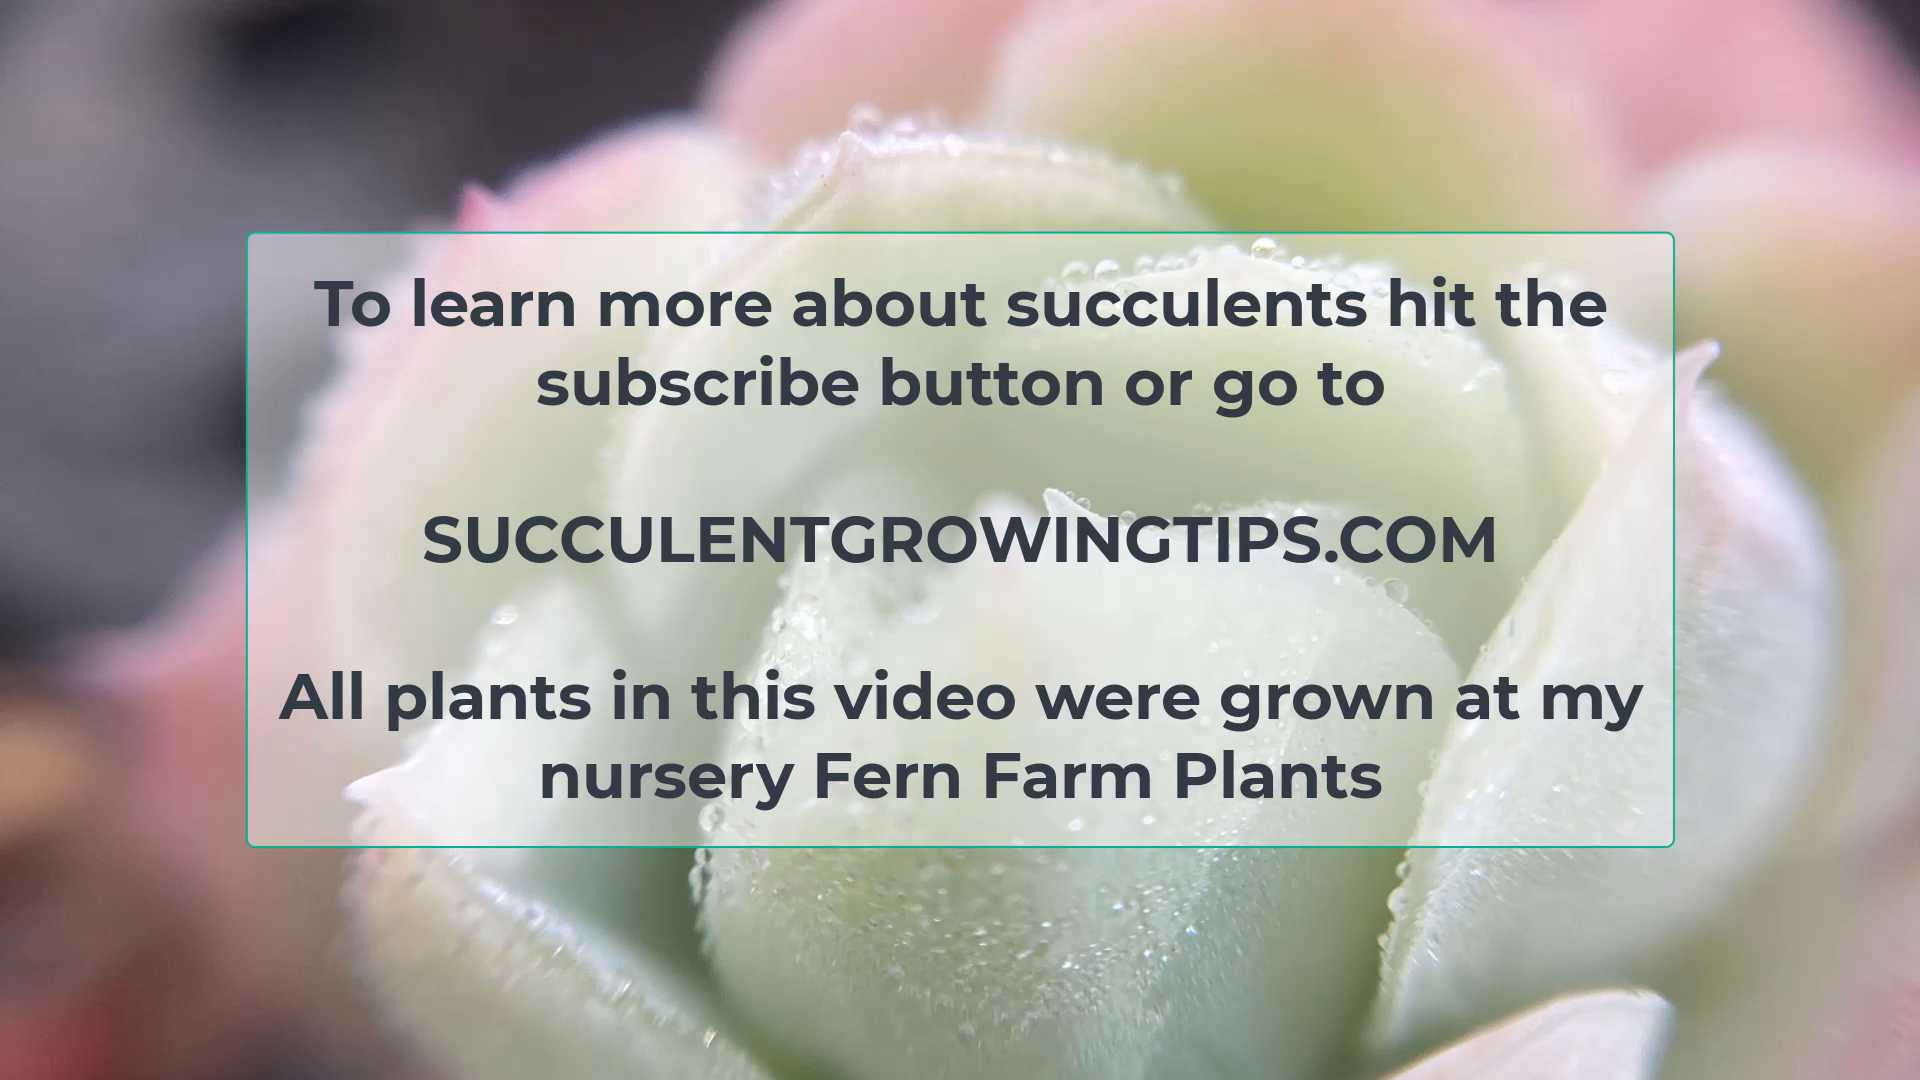 To learn more about succulents hit the
subscribe button or go to
SUCCULENTGROWINGTIPS.COM
All plants in this video were grown at my
nursery Fern Farm Plants